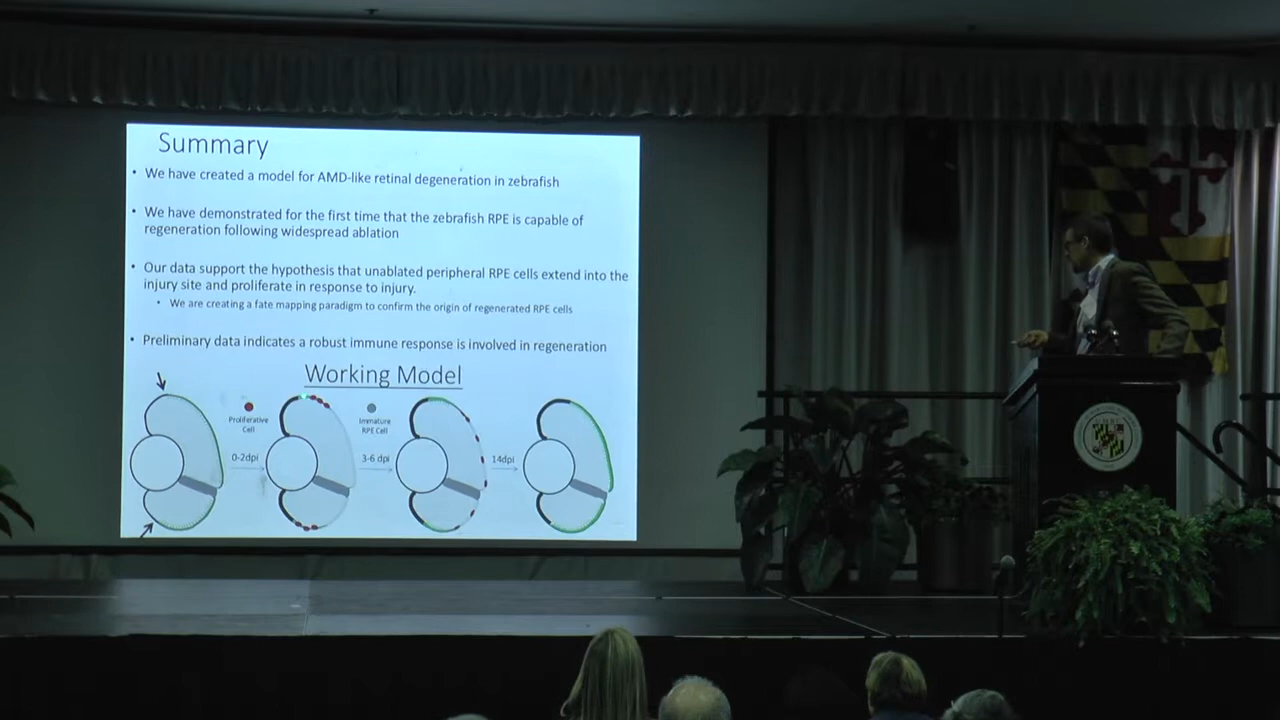 Summary
• We have created a model for AMD-like retinal degeneration in zebrafish
• We have demonstrated for the first time that the zebrafish RPE is capable of
regeneration following widespread ablation
• Our data support the hypothesis that unablated peripheral RPE cells extend into the
injury site and proliferate in response to injury.
• We are creating a fate mapping paradigm to confirm the origin of regenerated RPE cells
• Preliminary data indicates a robust immune response is involved in regeneration
Working Model
Proliferative
Cell
Immature
RPE Cell
0-2dpi
3-6 dpi
14dpi